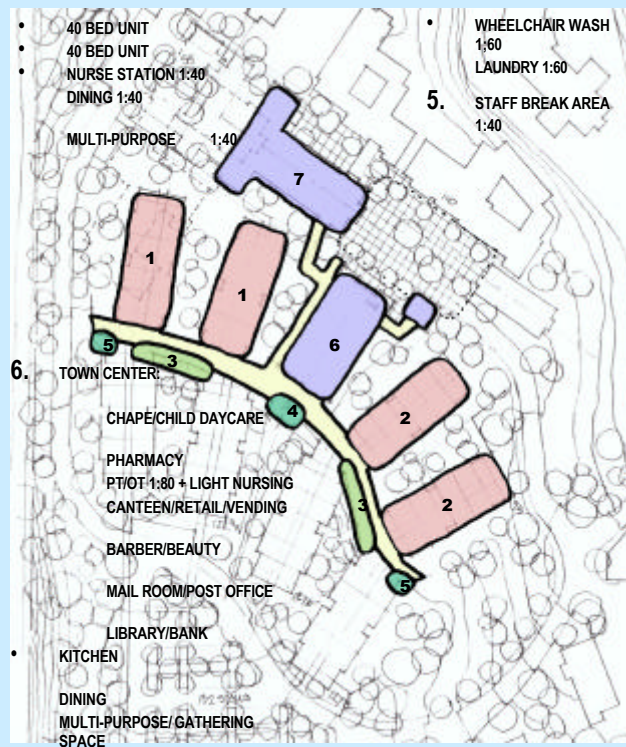 • 40 BED UNIT
• 40 BED UNIT
• NURSE STATION 1:40
DINING 1:40
MULTI-PURPOSE 1:40
• WHEELCHAIR WASH
1:60
LAUNDRY 1:60
5. STAFF BREAK AREA
1:40
7
1
1
6
5
3
4
2
2
3
5
6. TOWN CENTER:
CHAPE/CHILD DAYCARE
PHARMACY
PT/OT 1:80 + LIGHT NURSING
CANTEEN/RETAIL/VENDING
BARBER/BEAUTY
MAIL ROOM/POST OFFICE
LIBRARY/BANK
• KITCHEN
DINING
MULTI-PURPOSE/ GATHERING
SPACE